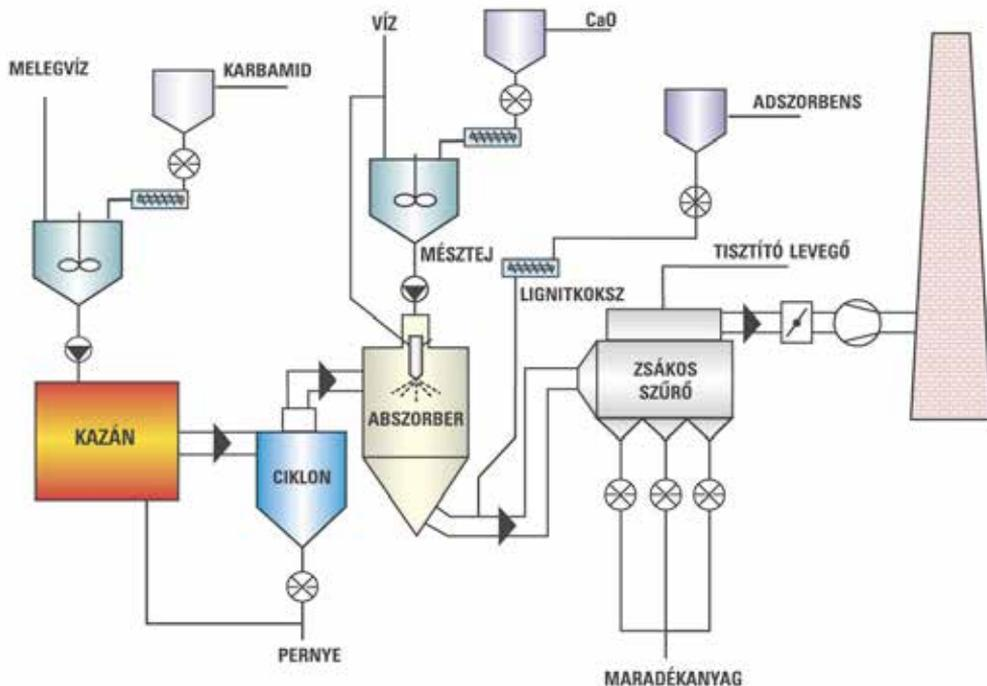 VÍZ
CaO
MELEGVÍZ
KARBAMID
ADSZORBENS
MÉSZTEJ
TISZTÍTÓ LEVEGŐ
LIGNITKOKSZ
ZSÁKOS
SZŰRŐ
KAZÁN
ABSZORBER
CIKLON
PERNYE
MARADÉKANYAG